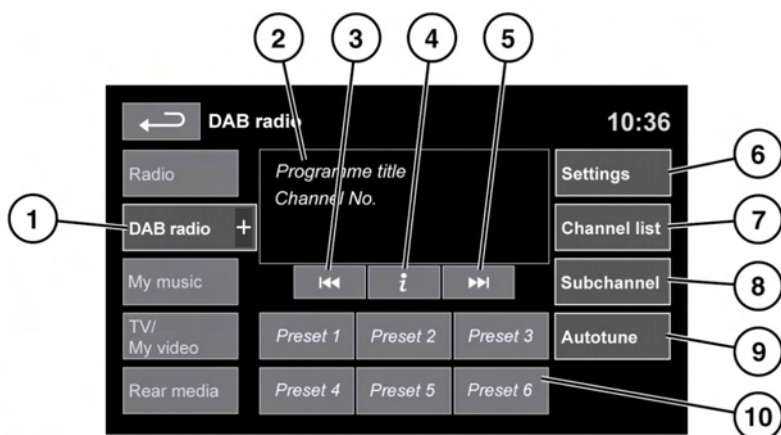 2 3 4 5
DAB radio 10:36
6
Radio
Programme title
Channel No.
Settings
1
DAB radio +
Channel list
7
My music
i
Subchannel
8
TV/
My video
Preset 1 Preset 2 Preset 3
Autotune
9
Rear media
Preset 4 Preset 5 Preset 6
10